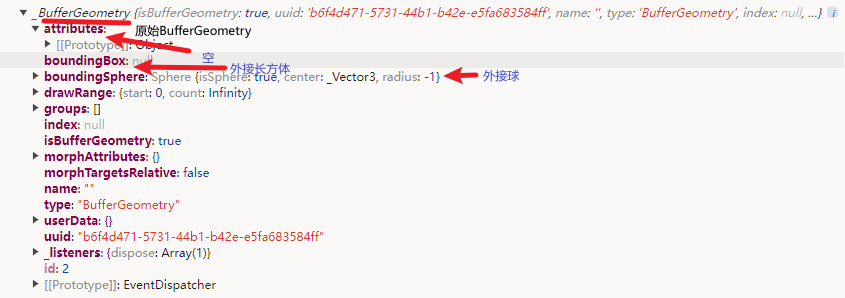 _BufferGeometry {isBufferGeometry: true, uuid: 'b6f4d471-5731-44b1-b42e-e5fa683584ff', name: '', type: 'BufferGeometry', index: null, …} i
attributes: 原始BufferGeometry
[[Prototype]]: Object
空
boundingBox: null 外接长方体
boundingSphere: Sphere {isSphere: true, center: _Vector3, radius: -1} 外接球
drawRange: {start: 0, count: Infinity}
groups: []
index: null
isBufferGeometry: true
morphAttributes: {}
morphTargetsRelative: false
name: ""
type: "BufferGeometry"
userData: {}
uuid: "b6f4d471-5731-44b1-b42e-e5fa683584ff"
_listeners: {dispose: Array(1)}
id: 2
[[Prototype]]: EventDispatcher